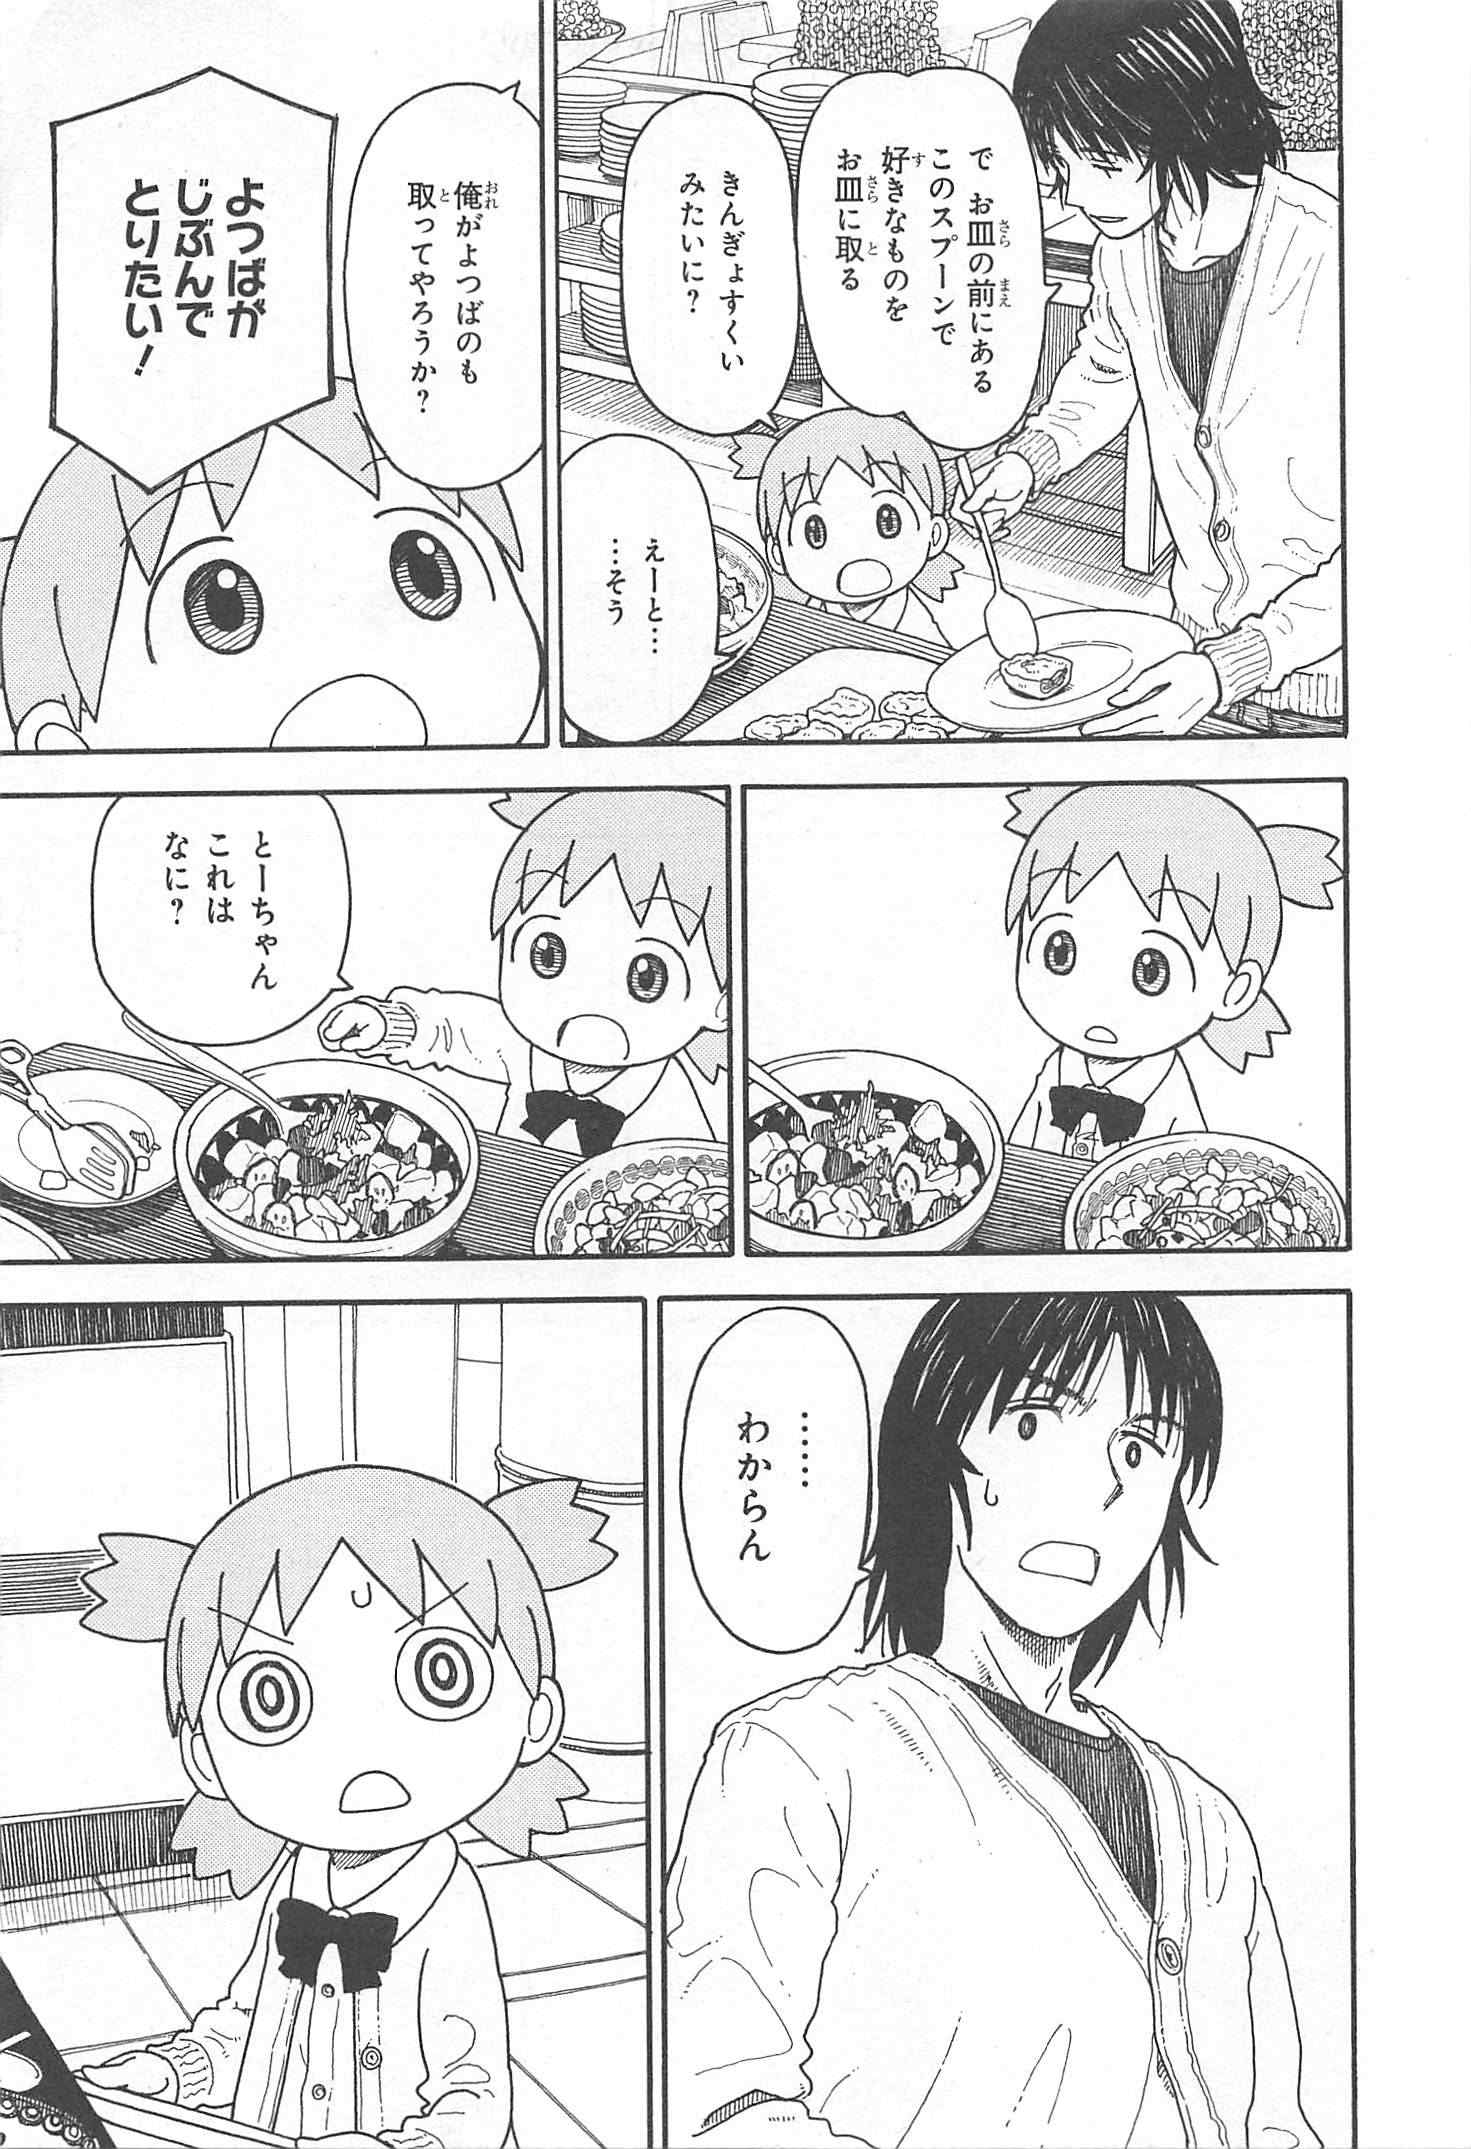 で お皿の前にある
このスプーンで
好きなものを
お皿に取る
きんぎょすくい
みたいに？
えーと…
…そう
俺がよつばのも
取ってやろうか？
よつばが
じぶんで
とりたい！
とーちゃん
これは
なに？
……
わからん